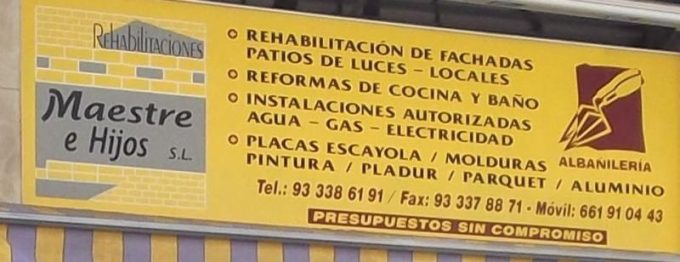 REHABILITACIONES
Maestre
e Hijos S.L.
REHABILITACIÓN DE FACHADAS
PATIOS DE LUCES – LOCALES
REFORMAS DE COCINA Y BAÑO
INSTALACIONES AUTORIZADAS
AGUA – GAS – ELECTRICIDAD
PLACAS ESCAYOLA / MOLDURAS
PINTURA / PLADUR / PARQUET / ALUMINIO
ALBAÑILERÍA
Tel.: 93 338 61 91 / Fax: 93 337 88 71 - Móvil: 661 91 04 43
PRESUPUESTOS SIN COMPROMISO